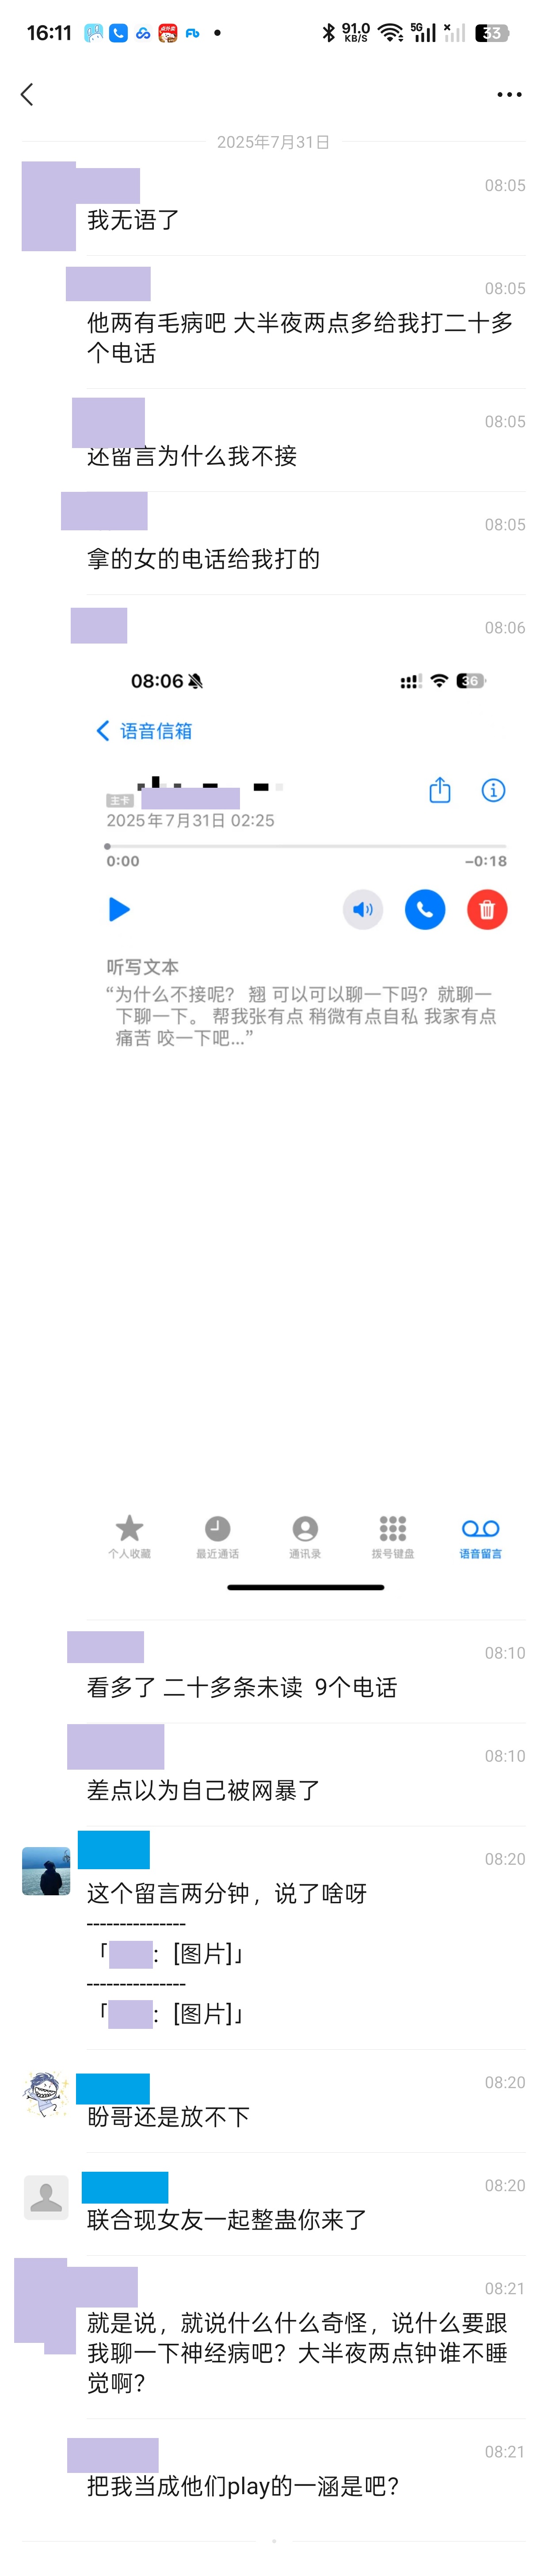 16:11
91.0
KB/S
5G
33
2025年7月31日
08:05
我无语了
08:05
他两有毛病吧 大半夜两点多给我打二十多
个电话
08:05
还留言为什么我不接
08:05
拿的女的电话给我打的
08:06
08:06
36
语音信箱
主卡
2025年7月31日 02:25
0:00
-0:18
听写文本
“为什么不接呢？ 翘 可以可以聊一下吗？就聊一
下聊一下。 帮我张有点 稍微有点自私 我家有点
痛苦 咬一下吧...”
个人收藏
最近通话
通讯录
拨号键盘
语音留言
08:10
看多了 二十多条未读 9个电话
08:10
差点以为自己被网暴了
08:20
这个留言两分钟，说了啥呀
---------------
「 ：[图片]」
---------------
「 ：[图片]」
08:20
盼哥还是放不下
08:20
联合现女友一起整蛊你来了
08:21
就是说，就说什么什么奇怪，说什么要跟
我聊一下神经病吧？大半夜两点钟谁不睡
觉啊？
08:21
把我当成他们play的一涵是吧？